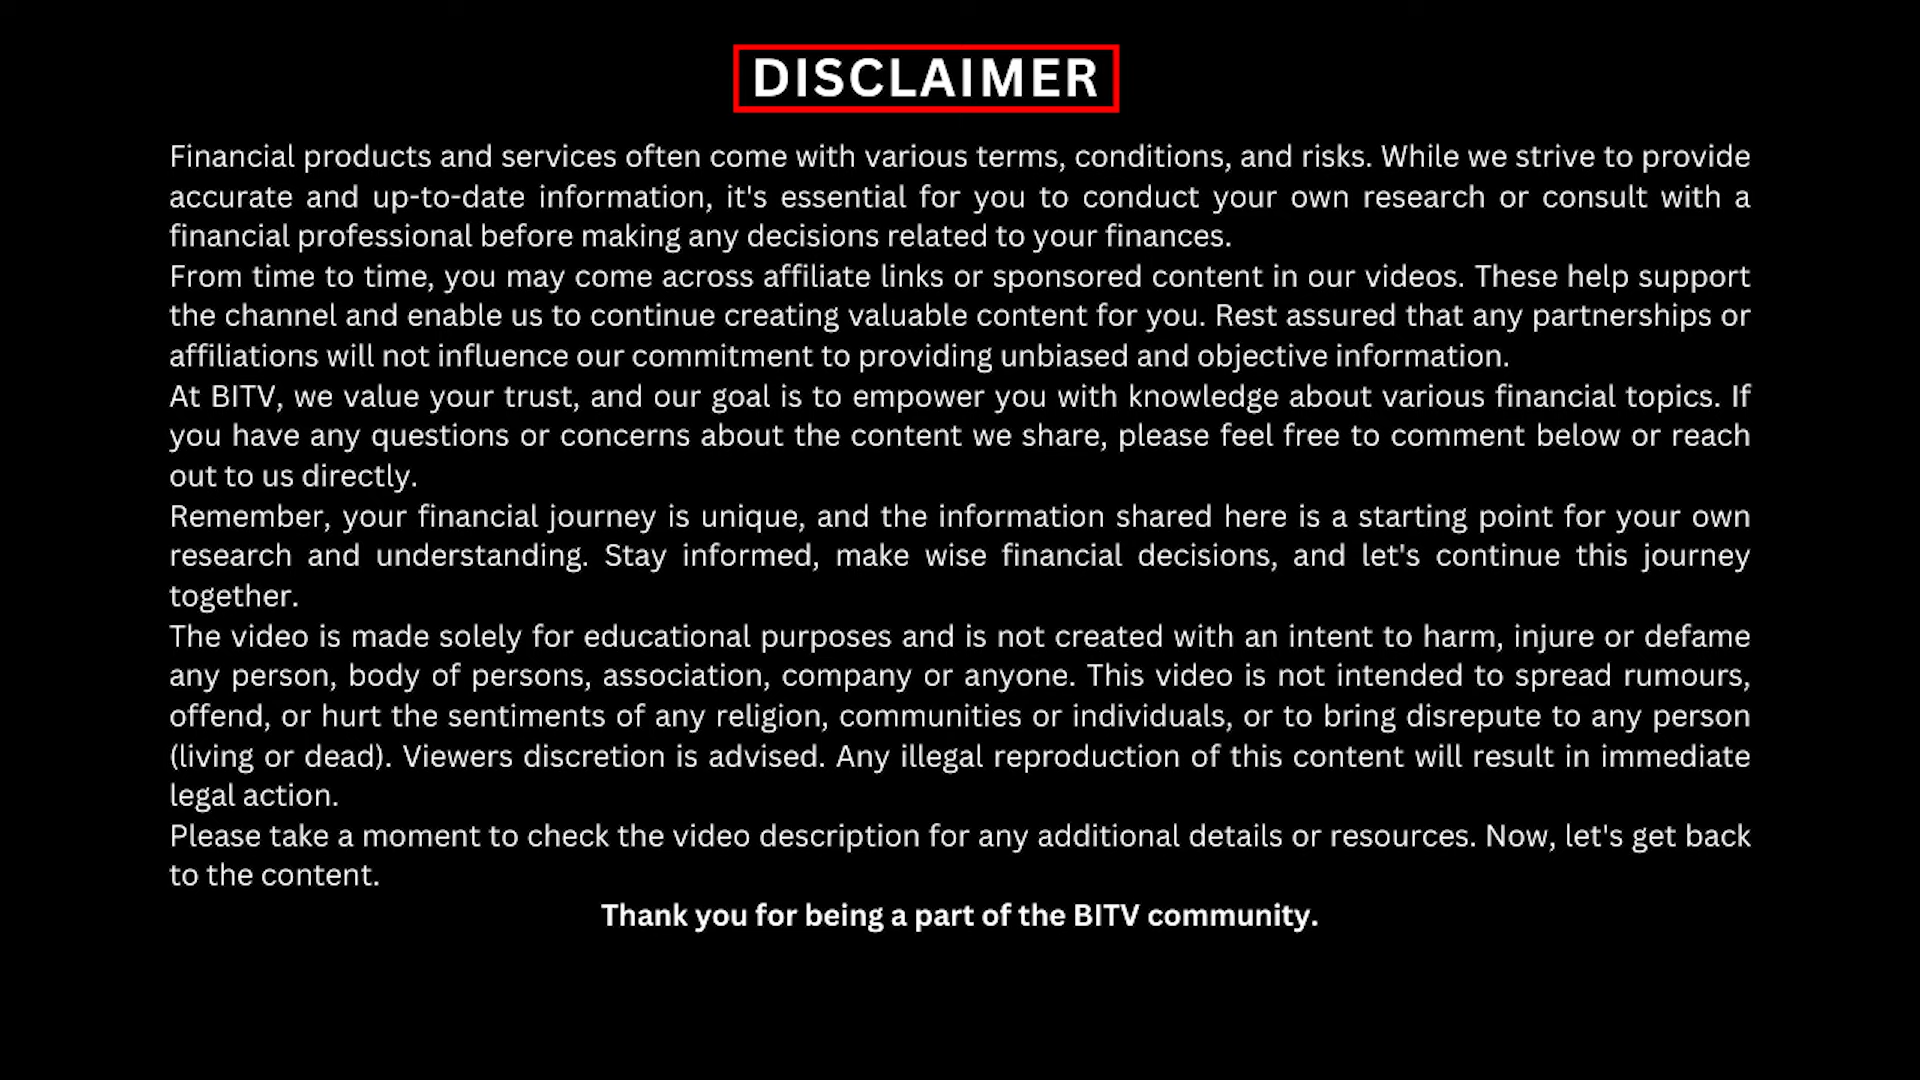 DISCLAIMER
Financial products and services often come with various terms, conditions, and risks. While we strive to provide
accurate and up-to-date information, it's essential for you to conduct your own research or consult with a
financial professional before making any decisions related to your finances.
From time to time, you may come across affiliate links or sponsored content in our videos. These help support
the channel and enable us to continue creating valuable content for you. Rest assured that any partnerships or
affiliations will not influence our commitment to providing unbiased and objective information.
At BITV, we value your trust, and our goal is to empower you with knowledge about various financial topics. If
you have any questions or concerns about the content we share, please feel free to comment below or reach
out to us directly.
Remember, your financial journey is unique, and the information shared here is a starting point for your own
research and understanding. Stay informed, make wise financial decisions, and let's continue this journey
together.
The video is made solely for educational purposes and is not created with an intent to harm, injure or defame
any person, body of persons, association, company or anyone. This video is not intended to spread rumours,
offend, or hurt the sentiments of any religion, communities or individuals, or to bring disrepute to any person
(living or dead). Viewers discretion is advised. Any illegal reproduction of this content will result in immediate
legal action.
Please take a moment to check the video description for any additional details or resources. Now, let's get back
to the content.
Thank you for being a part of the BITV community.